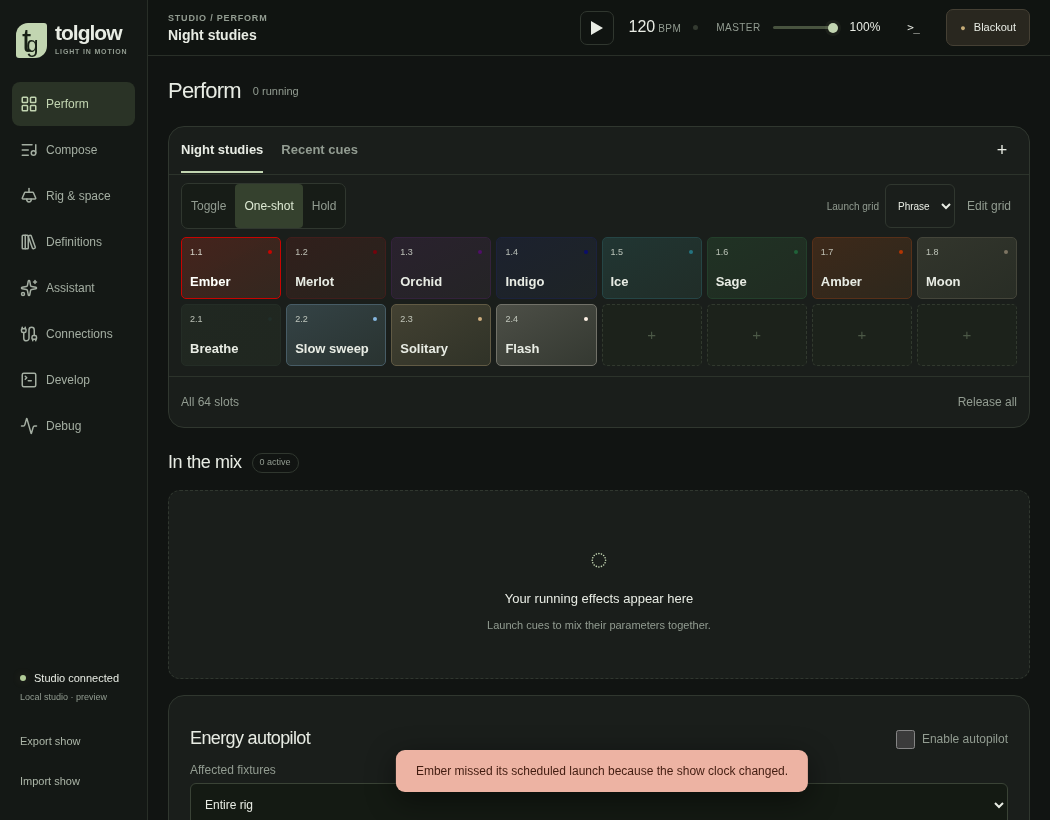 tg tolglow
LIGHT IN MOTION
STUDIO / PERFORM
Night studies
120 BPM
MASTER
100%
>_
Blackout
Perform
Compose
Rig & space
Definitions
Assistant
Connections
Develop
Debug
Studio connected
Local studio · preview
Export show
Import show
Perform
0 running
Night studies
Recent cues
+
Toggle
One-shot
Hold
Launch grid
Phrase
Edit grid
1.1
Ember
1.2
Merlot
1.3
Orchid
1.4
Indigo
1.5
Ice
1.6
Sage
1.7
Amber
1.8
Moon
2.1
Breathe
2.2
Slow sweep
2.3
Solitary
2.4
Flash
+
+
+
+
All 64 slots
Release all
In the mix
0 active
Your running effects appear here
Launch cues to mix their parameters together.
Energy autopilot
Enable autopilot
Affected fixtures
Entire rig
Ember missed its scheduled launch because the show clock changed.